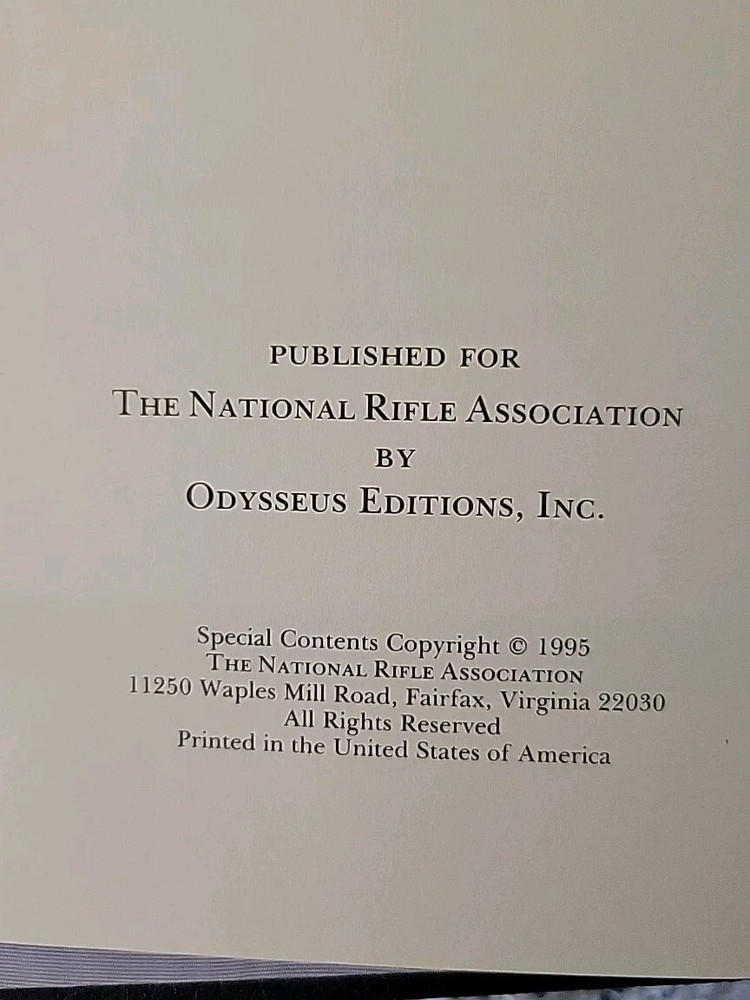 PUBLISHED FOR
THE NATIONAL RIFLE ASSOCIATION
BY
ODYSSEUS EDITIONS, INC.
Special Contents Copyright © 1995
THE NATIONAL RIFLE ASSOCIATION
11250 Waples Mill Road, Fairfax, Virginia 22030
All Rights Reserved
Printed in the United States of America